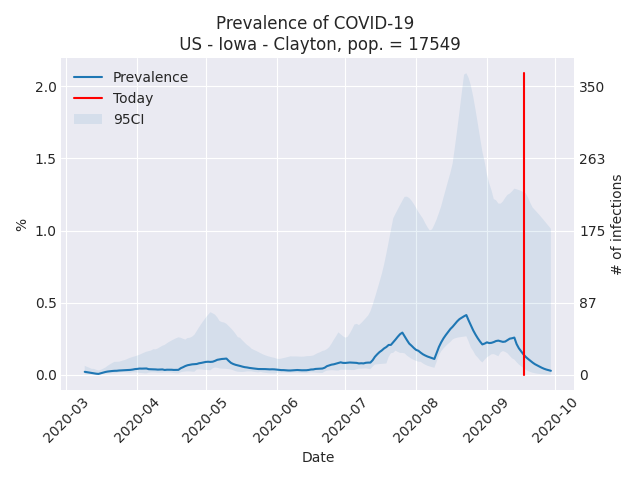 Prevalence of COVID-19
US - Iowa - Clayton, pop. = 17549
Prevalence
Today
95CI
2.0
1.5
1.0
0.5
0.0
%
350
263
175
87
0
# of infections
2020-03
2020-04
2020-05
2020-06
2020-07
2020-08
2020-09
2020-10
Date